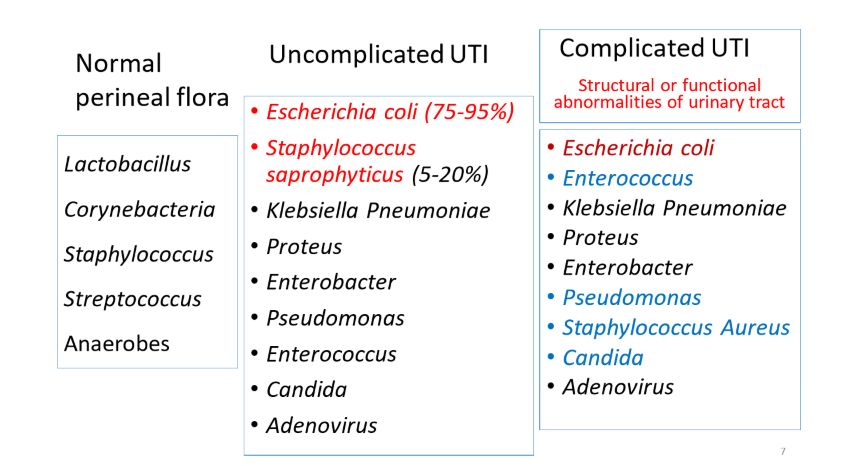 Normal
perineal flora
Lactobacillus
Corynebacteria
Staphylococcus
Streptococcus
Anaerobes
Uncomplicated UTI
• Escherichia coli (75-95%)
• Staphylococcus
saprophyticus (5-20%)
• Klebsiella Pneumoniae
• Proteus
• Enterobacter
• Pseudomonas
• Enterococcus
• Candida
• Adenovirus
Complicated UTI
Structural or functional
abnormalities of urinary tract
• Escherichia coli
• Enterococcus
• Klebsiella Pneumoniae
• Proteus
• Enterobacter
• Pseudomonas
• Staphylococcus Aureus
• Candida
• Adenovirus
7